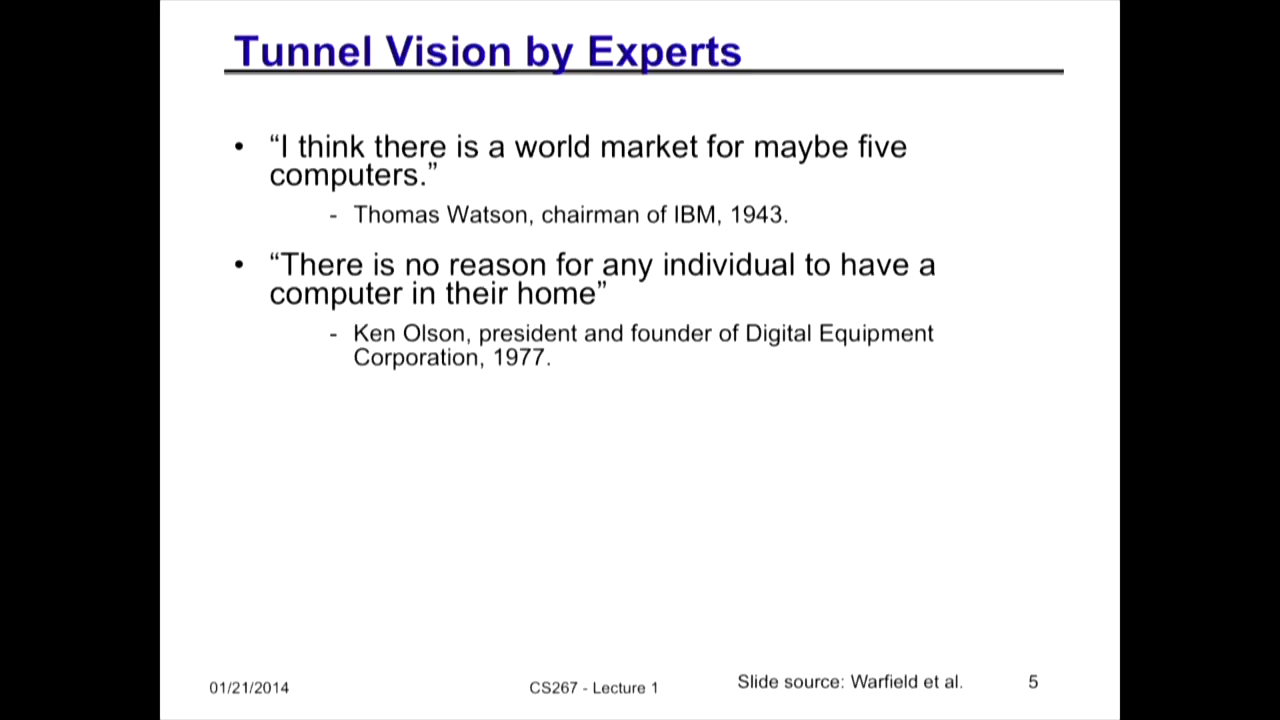 Tunnel Vision by Experts
• “I think there is a world market for maybe five
computers.”
- Thomas Watson, chairman of IBM, 1943.
• “There is no reason for any individual to have a
computer in their home”
- Ken Olson, president and founder of Digital Equipment
Corporation, 1977.
01/21/2014
CS267 - Lecture 1
Slide source: Warfield et al.
5